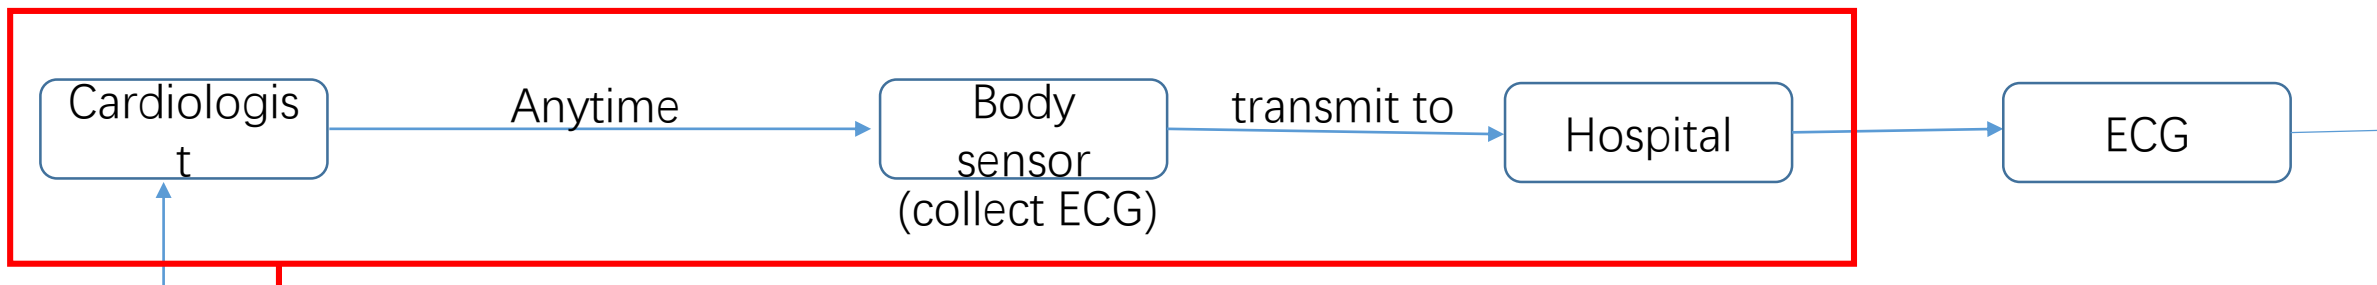 Cardiologis
t
Anytime
Body
sensor
(collect ECG)
transmit to
Hospital
ECG